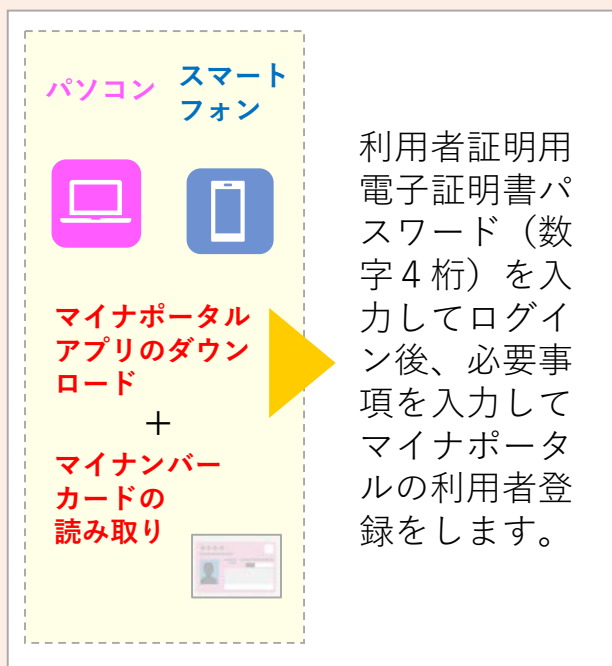 パソコン
スマート
フォン
マイナポータル
アプリのダウン
ロード
＋
マイナンバー
カードの
読み取り
利用者証明用
電子証明書パ
スワード（数
字４桁）を入
力してログイ
ン後、必要事
項を入力して
マイナポータ
ルの利用者登
録をします。